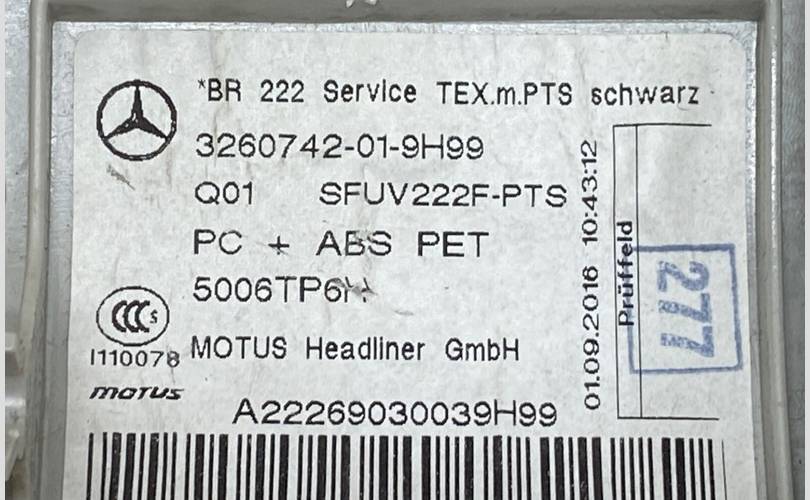 *BR 222 Service TEX.m.PTS schwarz
3260742-01-9H99
Q01 SFUV222F-PTS
PC + ABS PET
MOTUS Headliner GmbH
I110078
motus
A22269030039H99
01.09.2016 10:43:12
Prüffeld
277
CCC S